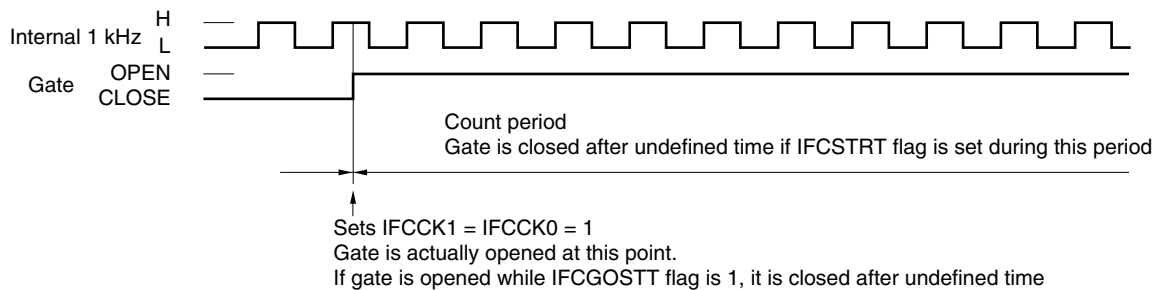 H
Internal 1 kHz
L
OPEN
Gate
CLOSE
Count period
Gate is closed after undefined time if IFCSTRT flag is set during this period
Sets IFCCK1 = IFCCK0 = 1
Gate is actually opened at this point.
If gate is opened while IFCGOSTT flag is 1, it is closed after undefined time